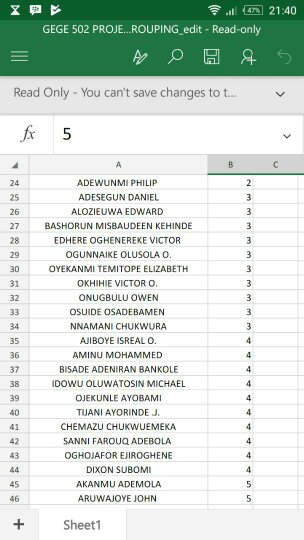 47% 21:40
GEGE 502 PROJE...ROUPING_edit - Read-only
Read Only - You can't save changes to t...
fx 5
A B C
24 ADEWUNMI PHILIP 2
25 ADESEGUN DANIEL 3
26 ALOZIEUWA EDWARD 3
27 BASHORUN MISBAUDEEN KEHINDE 3
28 EDHERE OGHENEREKE VICTOR 3
29 OGUNNAIKE OLUSOLA O. 3
30 OYEKANMI TEMITOPE ELIZABETH 3
31 OKHIHIE VICTOR O. 3
32 ONUGBULU OWEN 3
33 OSUIDE OSADEBAMEN 3
34 NNAMANI CHUKWURA 3
35 AJIBOYE ISREAL O. 4
36 AMINU MOHAMMED 4
37 BISADE ADENIRAN BANKOLE 4
38 IDOWU OLUWATOSIN MICHAEL 4
39 OJEKUNLE AYOBAMI 4
40 TIJANI AYORINDE .J. 4
41 CHEMAZU CHUKWUEMEKA 4
42 SANNI FAROUQ ADEBOLA 4
43 OGHOJAFOR EJIROGHENE 4
44 DIXON SUBOMI 4
45 AKANMU ADEMOLA 5
46 ARUWAJOYE JOHN 5
+ Sheet1